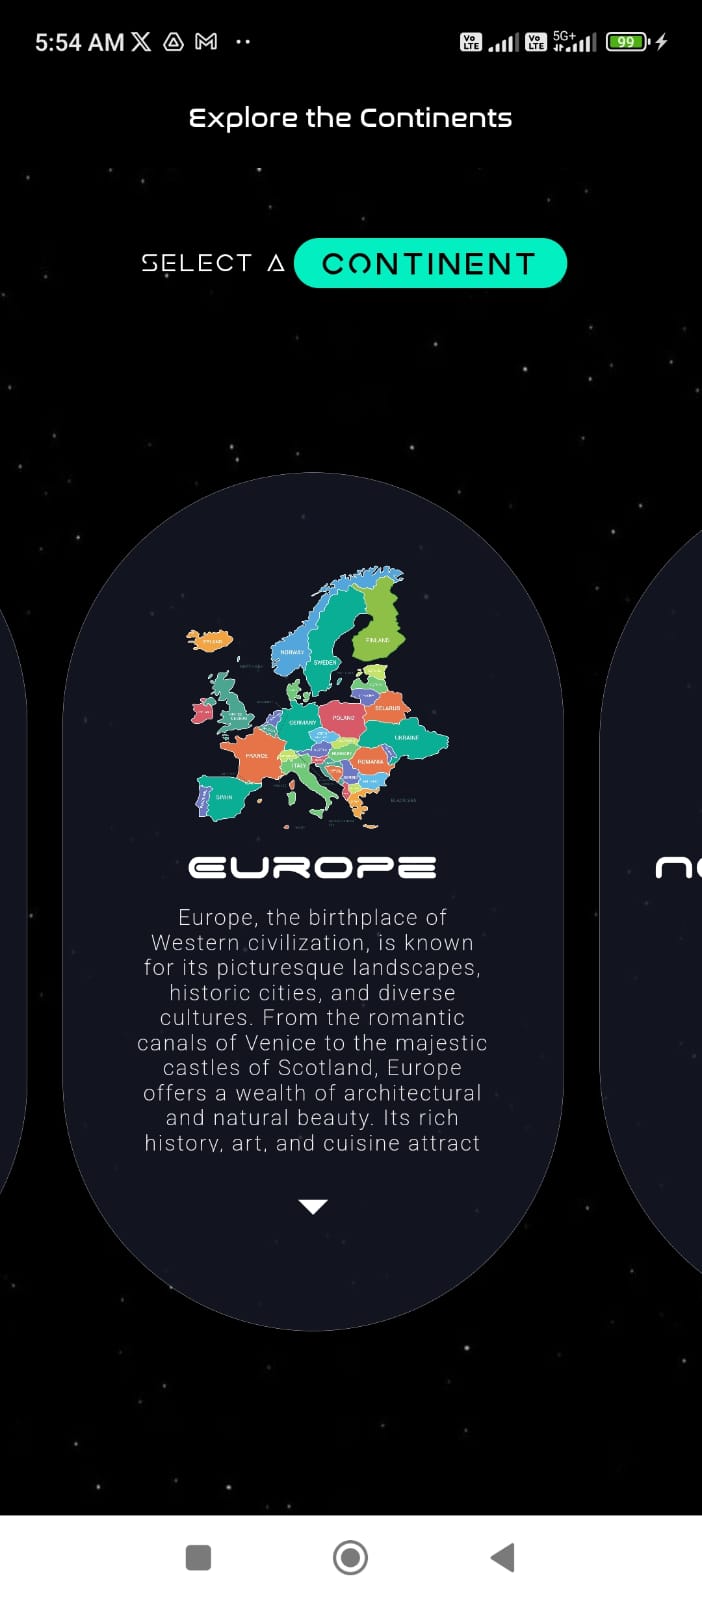 5:54 AM
Vo LTE
Vo LTE
5G+
99
Explore the Continents
SELECT A CONTINENT
ICELAND
NORWAY
SWEDEN
FINLAND
BELARUS
GERMANY
POLAND
UKRAINE
FRANCE
ROMANIA
ITALY
SPAIN
BLACK SEA
EUROPE
Europe, the birthplace of
Western civilization, is known
for its picturesque landscapes,
historic cities, and diverse
cultures. From the romantic
canals of Venice to the majestic
castles of Scotland, Europe
offers a wealth of architectural
and natural beauty. Its rich
history, art, and cuisine attract